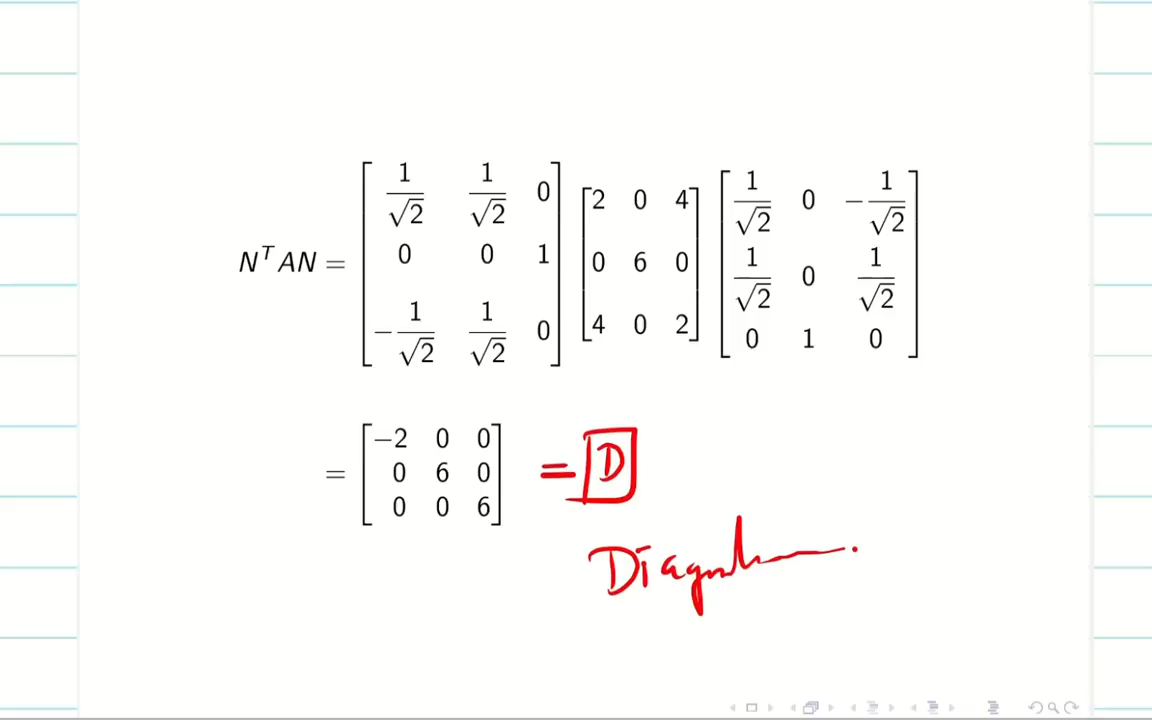 N^T AN = [1/√2 1/√2 0; 0 0 1; −1/√2 1/√2 0] [2 0 4; 0 6 0; 4 0 2] [1/√2 0 −1/√2; 1/√2 0 1/√2; 0 1 0]
= [−2 0 0; 0 6 0; 0 0 6] = D